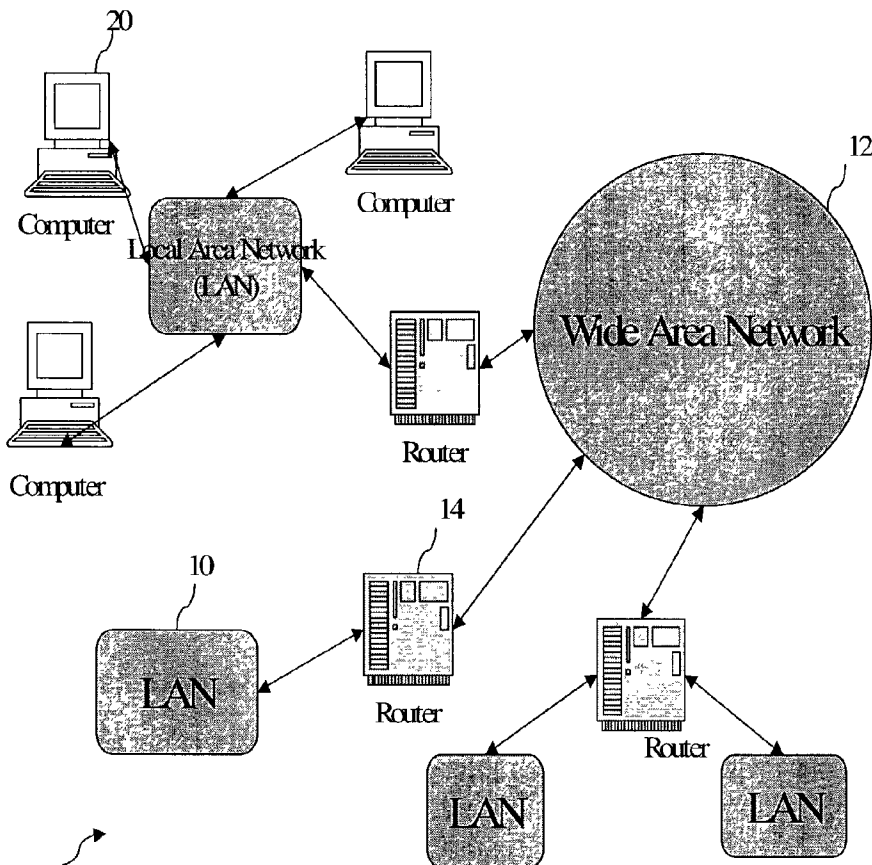 20
12
Computer
Computer
Local Area Network
(LAN)
Wide Area Network
Router
Computer
14
10
LAN
Router
Router
LAN
LAN